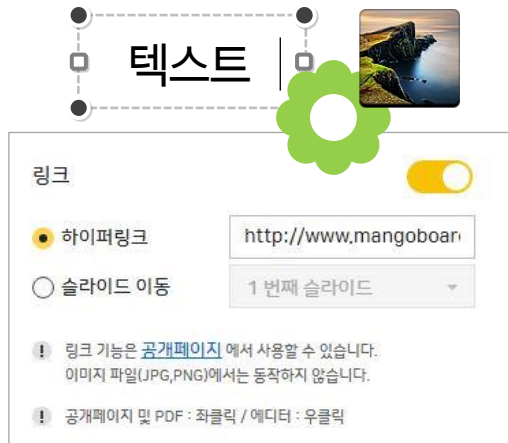 텍스트
링크
하이퍼링크 http://www.mangoboar
슬라이드 이동 1 번째 슬라이드
! 링크 기능은 공개페이지 에서 사용할 수 있습니다.
이미지 파일(JPG,PNG)에서는 동작하지 않습니다.
! 공개페이지 및 PDF : 좌클릭 / 에디터 : 우클릭